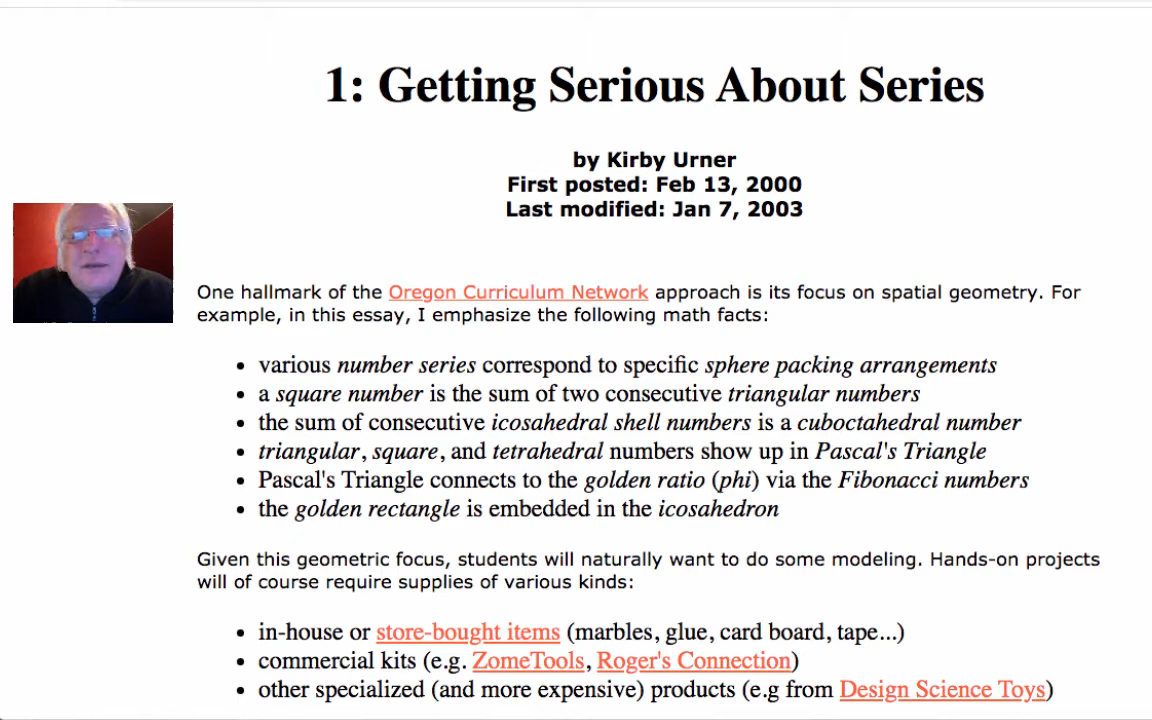 1: Getting Serious About Series
by Kirby Urner
First posted: Feb 13, 2000
Last modified: Jan 7, 2003
One hallmark of the Oregon Curriculum Network approach is its focus on spatial geometry. For
example, in this essay, I emphasize the following math facts:
• various number series correspond to specific sphere packing arrangements
• a square number is the sum of two consecutive triangular numbers
• the sum of consecutive icosahedral shell numbers is a cuboctahedral number
• triangular, square, and tetrahedral numbers show up in Pascal's Triangle
• Pascal's Triangle connects to the golden ratio (phi) via the Fibonacci numbers
• the golden rectangle is embedded in the icosahedron
Given this geometric focus, students will naturally want to do some modeling. Hands-on projects
will of course require supplies of various kinds:
• in-house or store-bought items (marbles, glue, card board, tape...)
• commercial kits (e.g. ZomeTools, Roger's Connection)
• other specialized (and more expensive) products (e.g from Design Science Toys)